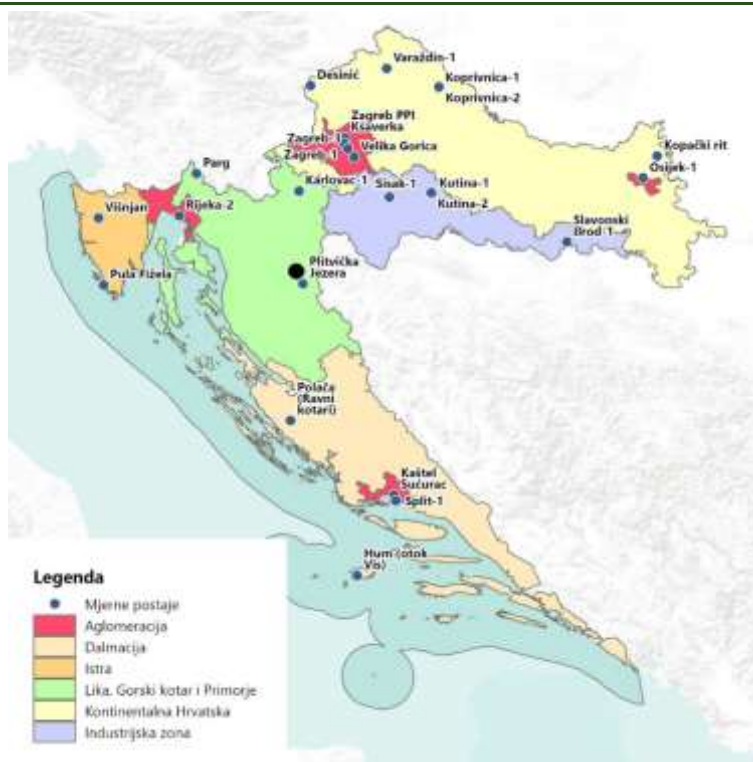 Varaždin-1
Desinić
Koprivnica-1
Koprivnica-2
Zagreb PPI
Ksaverka
Zagreb-3
Velika Gorica
Zagreb_1
Kopački rit
Osijek-1
Parg
Karlovac-1
Sisak-1
Kutina-1
Kutina-2
Višnjan
Rijeka-2
Slavonski
Brod-1
Plitvička
Jezera
Pula Fižela
Polača
(Ravni
kotari)
Kaštel
Sućurac
Split-1
Hum (otok
Vis)
Legenda
Mjerne postaje
Aglomeracija
Dalmacija
Istra
Lika, Gorski kotar i Primorje
Kontinentalna Hrvatska
Industrijska zona